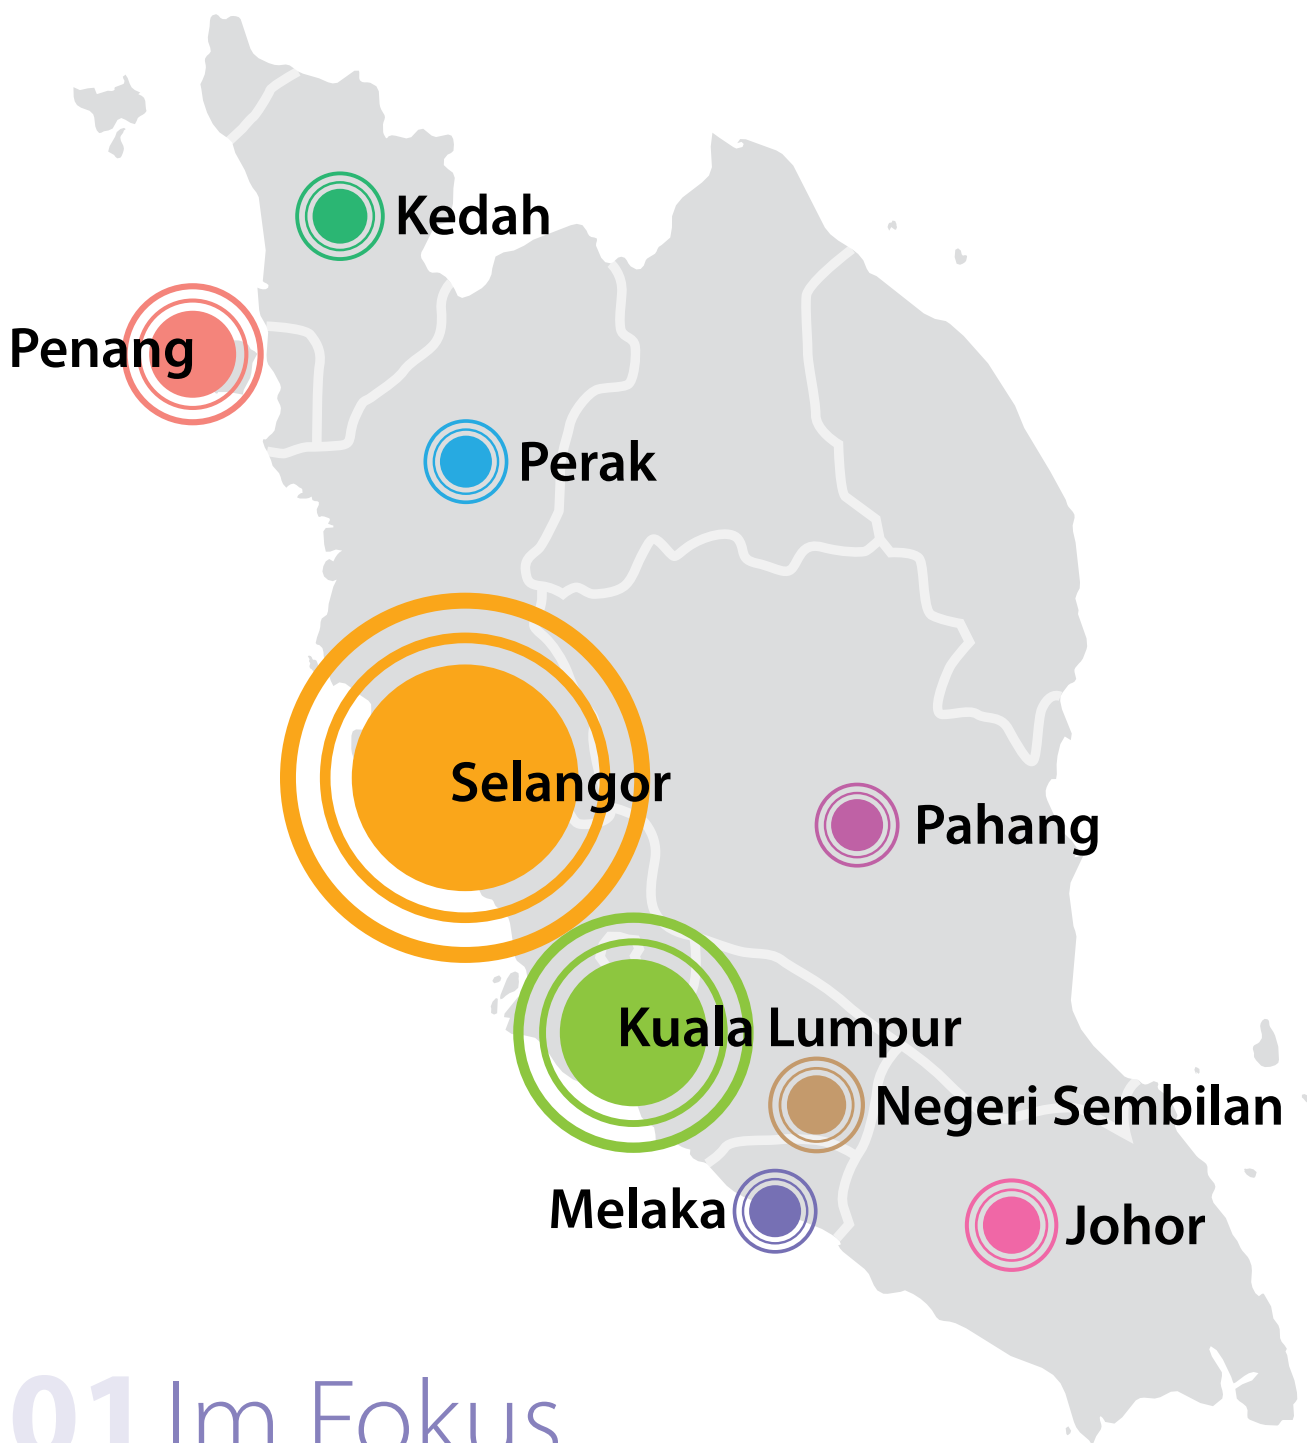 Kedah
Penang
Perak
Selangor
Pahang
Kuala Lumpur
Negeri Sembilan
Melaka
Johor
01 Im Fokus